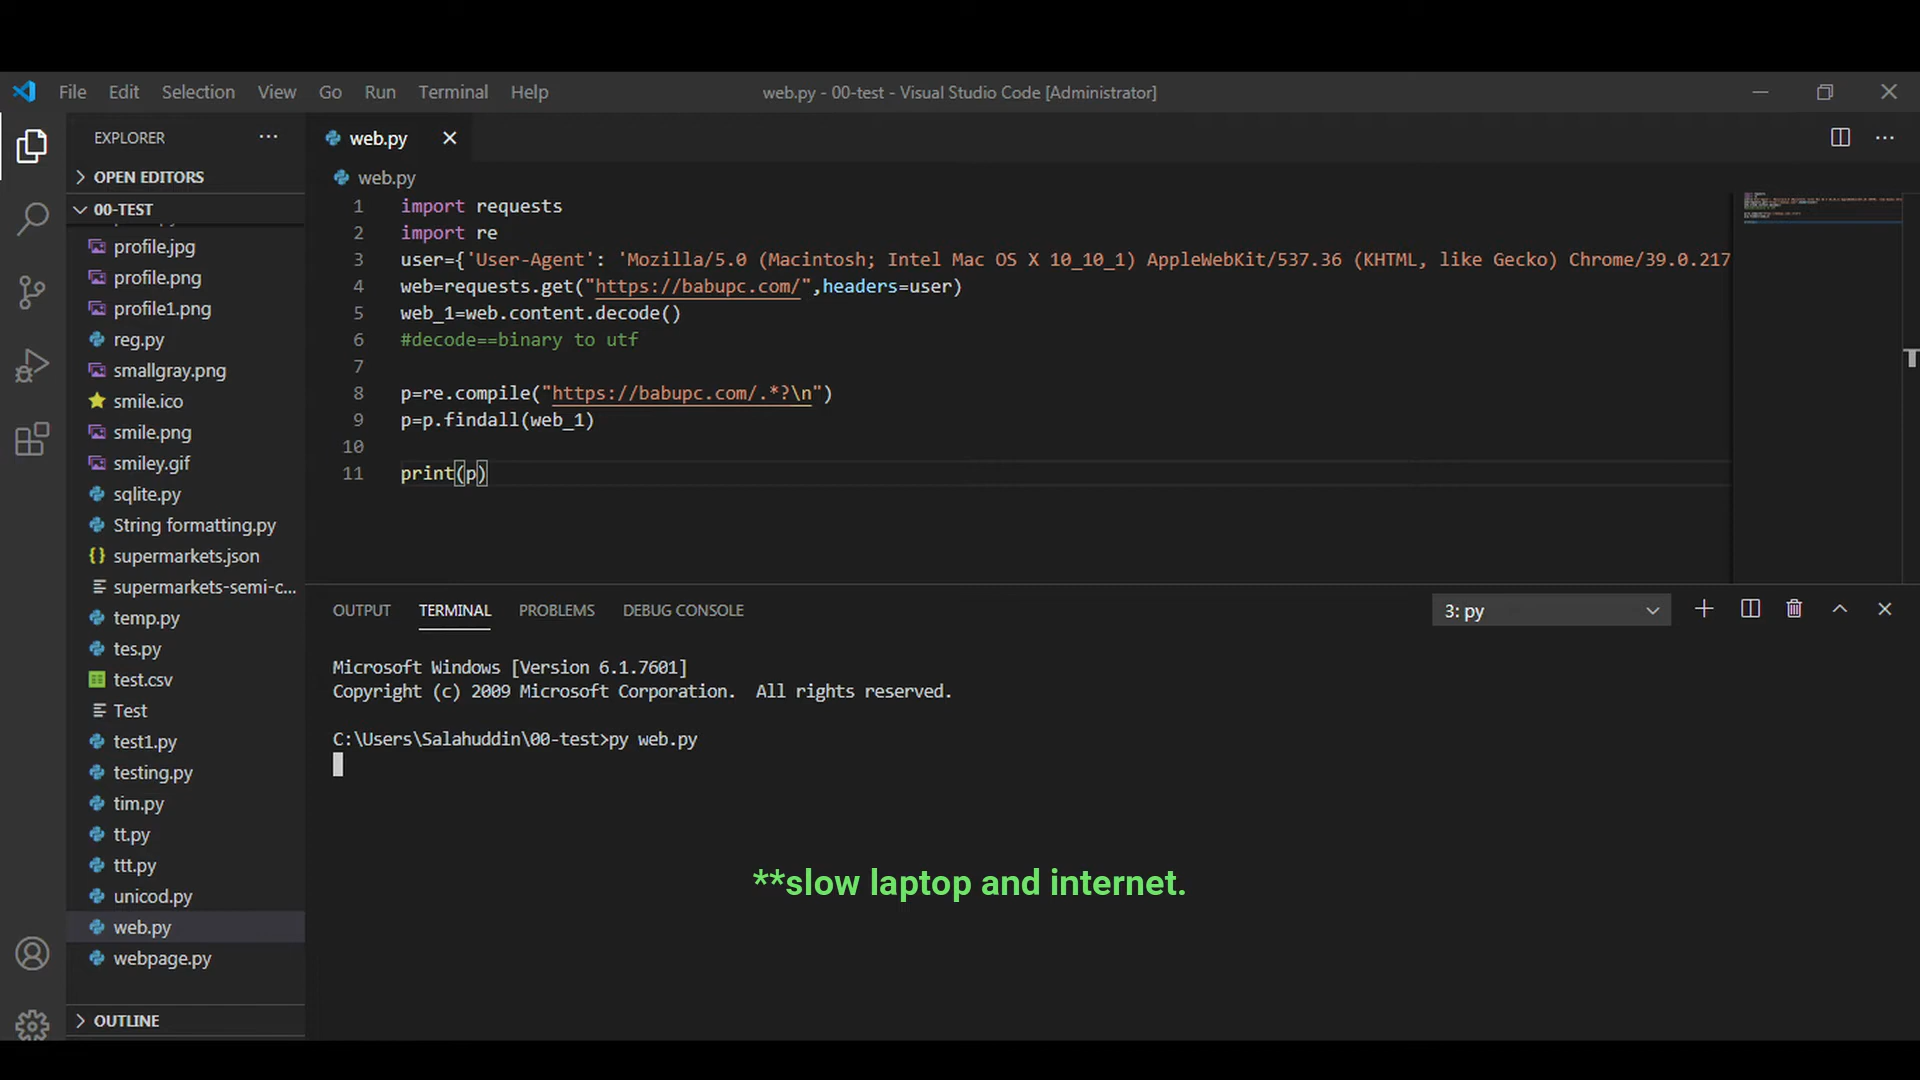 File Edit Selection View Go Run Terminal Help web.py - 00-test - Visual Studio Code [Administrator]
EXPLORER ...
web.py
OPEN EDITORS
web.py
00-TEST
profile.jpg
profile.png
profile1.png
reg.py
smallgray.png
smile.ico
smile.png
smiley.gif
sqlite.py
String formatting.py
supermarkets.json
supermarkets-semi-c...
temp.py
tes.py
test.csv
Test
test1.py
testing.py
tim.py
tt.py
ttt.py
unicod.py
web.py
webpage.py
OUTLINE
1 import requests
2 import re
3 user={'User-Agent': 'Mozilla/5.0 (Macintosh; Intel Mac OS X 10_10_1) AppleWebKit/537.36 (KHTML, like Gecko) Chrome/39.0.217
4 web=requests.get("https://babupc.com/",headers=user)
5 web_1=web.content.decode()
6 #decode==binary to utf
7
8 p=re.compile("https://babupc.com/.*?\n")
9 p=p.findall(web_1)
10
11 print(p)
OUTPUT TERMINAL PROBLEMS DEBUG CONSOLE 3: py
Microsoft Windows [Version 6.1.7601]
Copyright (c) 2009 Microsoft Corporation.  All rights reserved.
C:\Users\Salahuddin\00-test>py web.py
**slow laptop and internet.